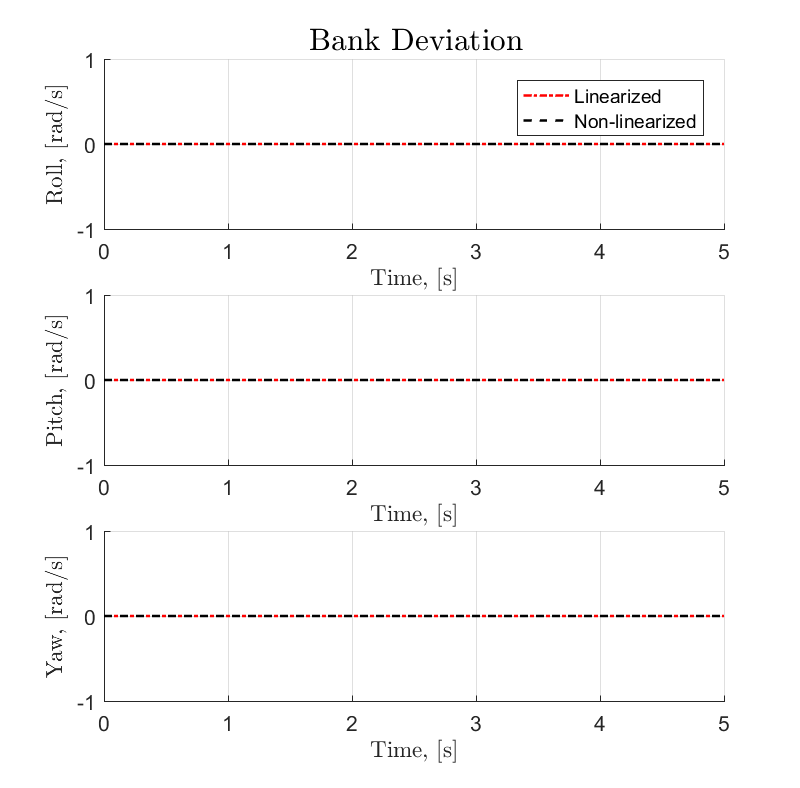 Bank Deviation
1
0
-1
Roll, [rad/s]
Linearized
Non-linearized
0 1 2 3 4 5
Time, [s]
1
0
-1
Pitch, [rad/s]
0 1 2 3 4 5
Time, [s]
1
0
-1
Yaw, [rad/s]
0 1 2 3 4 5
Time, [s]